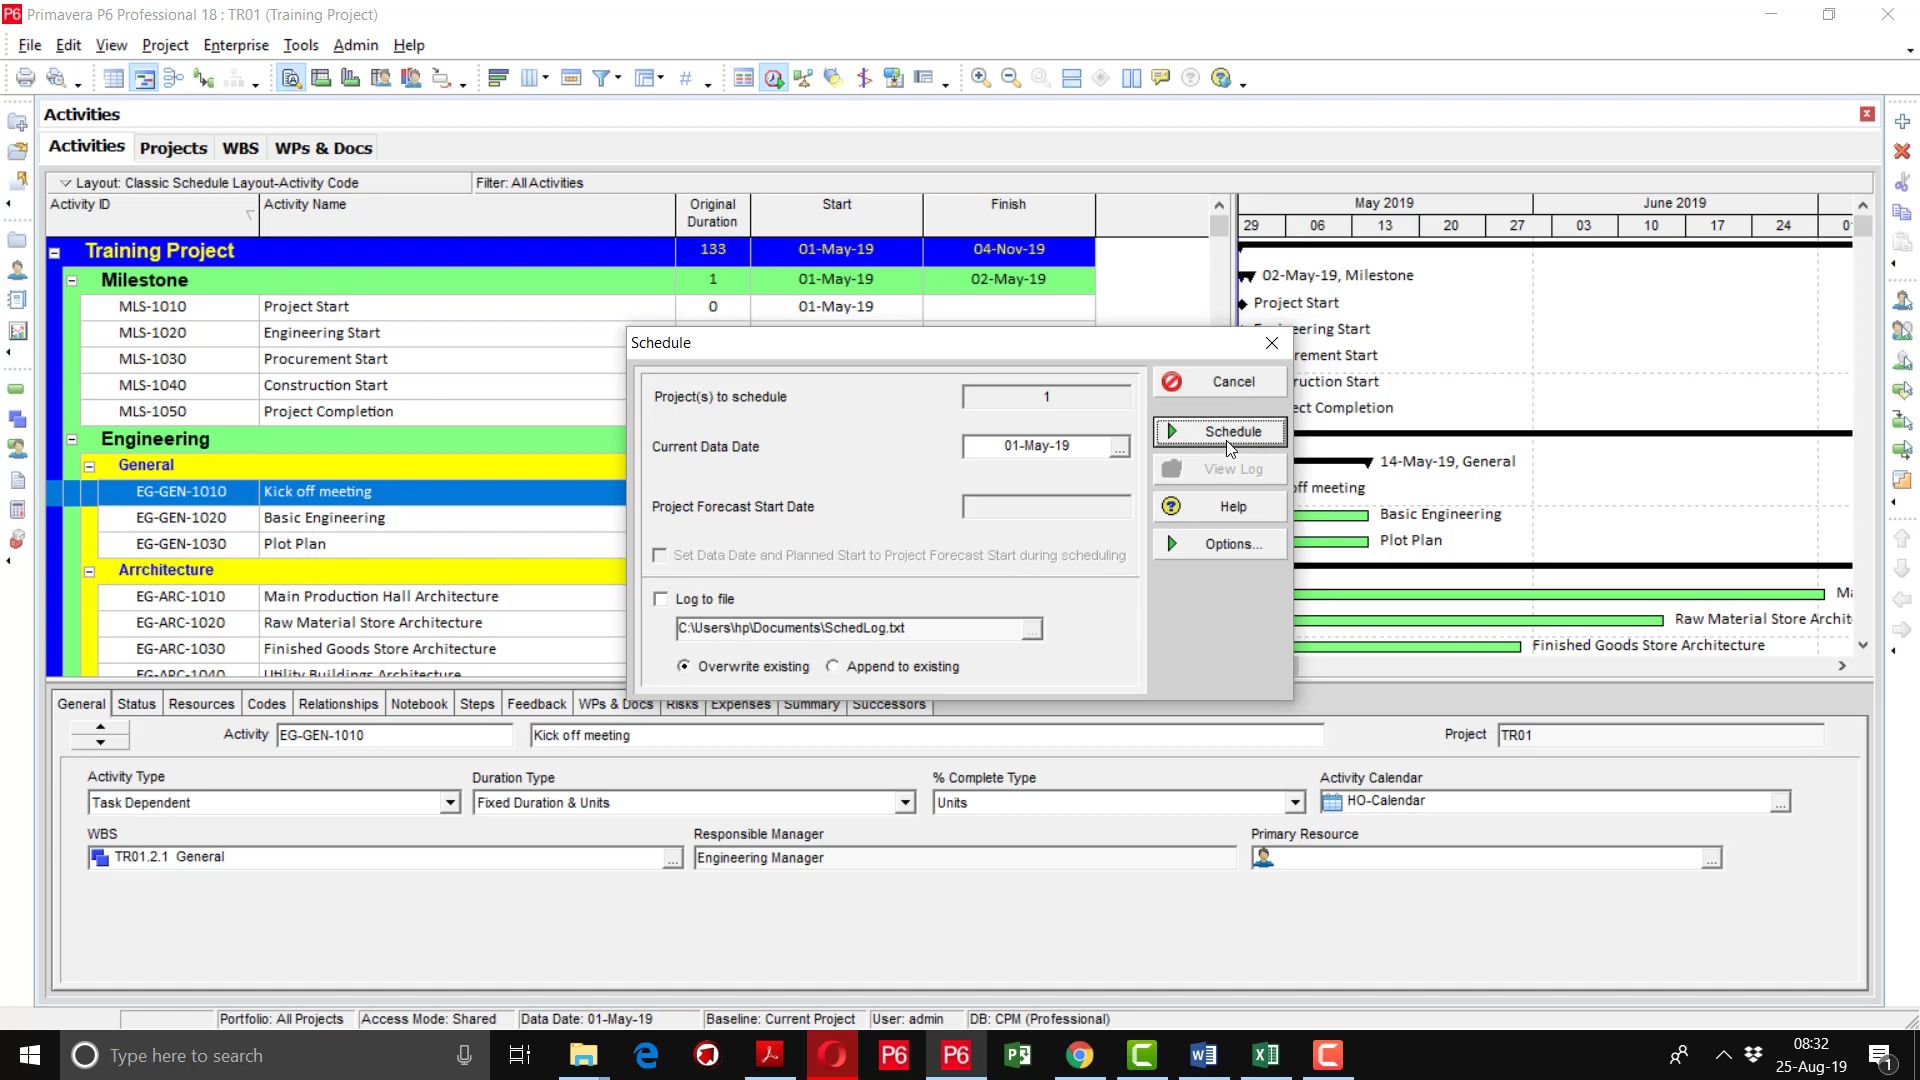 Primavera P6 Professional 18 : TR01 (Training Project)
File Edit View Project Enterprise Tools Admin Help
Activities
Activities Projects WBS WPs & Docs
Layout: Classic Schedule Layout-Activity Code Filter: All Activities
Activity ID Activity Name Original Duration Start Finish
May 2019 June 2019
29 06 13 20 27 03 10 17 24 0
Training Project 133 01-May-19 04-Nov-19
Milestone 1 01-May-19 02-May-19 02-May-19, Milestone
MLS-1010 Project Start 0 01-May-19 Project Start
MLS-1020 Engineering Start eering Start
MLS-1030 Procurement Start rement Start
MLS-1040 Construction Start ruction Start
MLS-1050 Project Completion ect Completion
Engineering
General 14-May-19, General
EG-GEN-1010 Kick off meeting off meeting
EG-GEN-1020 Basic Engineering Basic Engineering
EG-GEN-1030 Plot Plan Plot Plan
Arrchitecture
EG-ARC-1010 Main Production Hall Architecture Ma
EG-ARC-1020 Raw Material Store Architecture Raw Material Store Archit
EG-ARC-1030 Finished Goods Store Architecture Finished Goods Store Architecture
EG-ARC-1040 Utility Buildings Architecture
Schedule
Project(s) to schedule 1
Current Data Date 01-May-19 ...
Project Forecast Start Date
Set Data Date and Planned Start to Project Forecast Start during scheduling
Log to file
C:\Users\hp\Documents\SchedLog.txt ...
Overwrite existing Append to existing
Cancel
Schedule
View Log
Help
Options...
General Status Resources Codes Relationships Notebook Steps Feedback WPs & Docs Risks Expenses Summary Successors
Activity EG-GEN-1010 Kick off meeting Project TR01
Activity Type Duration Type % Complete Type Activity Calendar
Task Dependent Fixed Duration & Units Units HO-Calendar ...
WBS Responsible Manager Primary Resource
TR01.2.1 General ... Engineering Manager ...
Portfolio: All Projects Access Mode: Shared Data Date: 01-May-19 Baseline: Current Project User: admin DB: CPM (Professional)
Type here to search
08:32
25-Aug-19
1